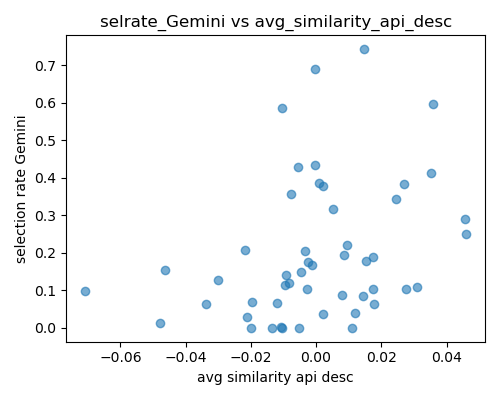 selrate_Gemini vs avg_similarity_api_desc
selection rate Gemini
0.7
0.6
0.5
0.4
0.3
0.2
0.1
0.0
−0.06 −0.04 −0.02 0.00 0.02 0.04
avg similarity api desc